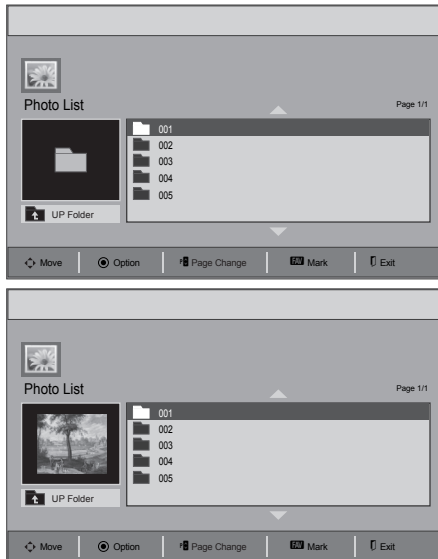 Photo List
Page 1/1
001
002
003
004
005
UP Folder
Move
Option
P
Page Change
FAV
Mark
Exit
Photo List
Page 1/1
001
002
003
004
005
UP Folder
Move
Option
P
Page Change
FAV
Mark
Exit